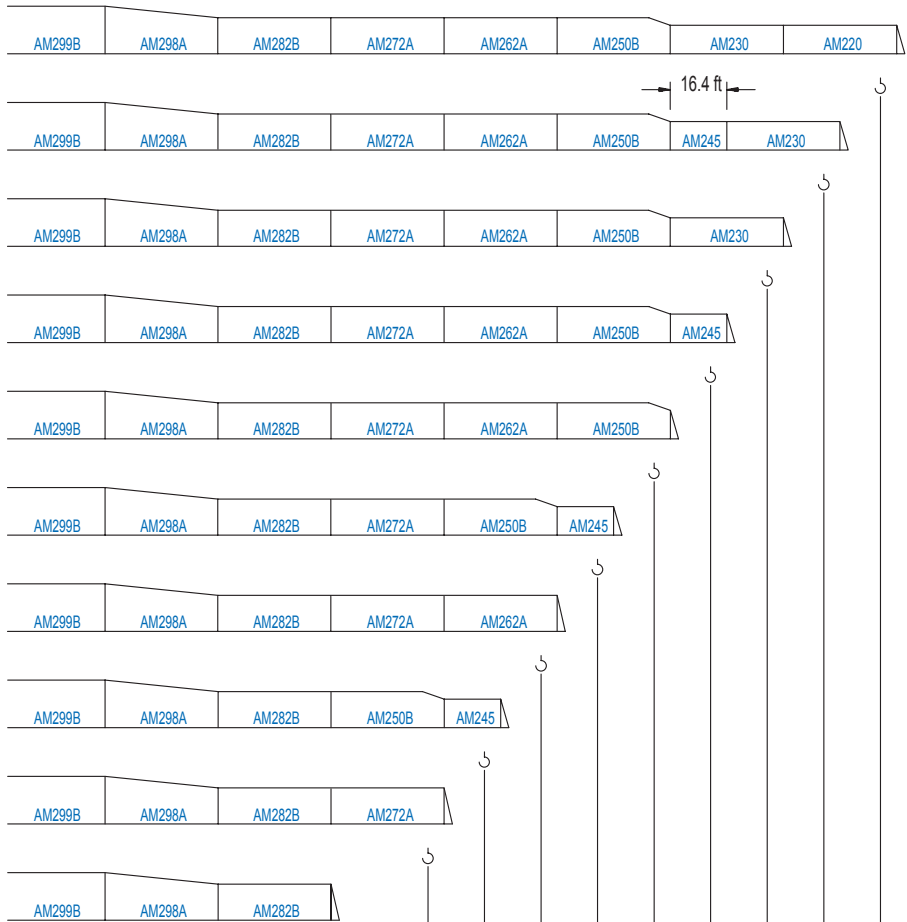 AM299B AM298A AM282B AM272A AM262A AM250B AM230 AM220
16.4 ft
AM299B AM298A AM282B AM272A AM262A AM250B AM245 AM230
AM299B AM298A AM282B AM272A AM262A AM250B AM230
AM299B AM298A AM282B AM272A AM262A AM250B AM245
AM299B AM298A AM282B AM272A AM262A AM250B
AM299B AM298A AM282B AM272A AM250B AM245
AM299B AM298A AM282B AM272A AM262A
AM299B AM298A AM282B AM250B AM245
AM299B AM298A AM282B AM272A
AM299B AM298A AM282B